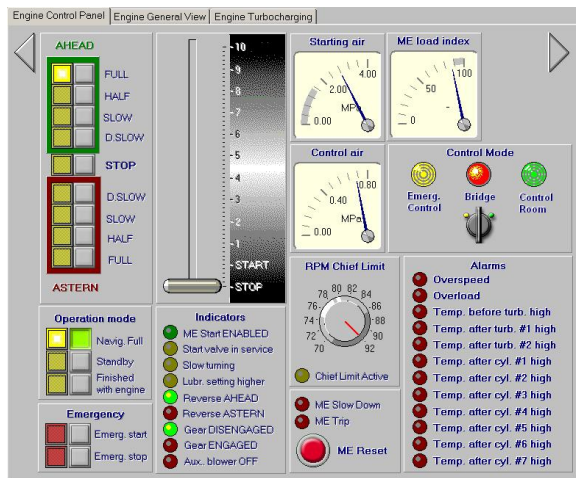 Engine Control Panel
Engine General View
Engine Turbocharging
AHEAD
FULL
HALF
SLOW
D.SLOW
STOP
D.SLOW
SLOW
HALF
FULL
ASTERN
10
9
8
7
6
5
4
3
2
1
START
STOP
Starting air
4.00
2.00
MPa
0.00
ME load index
100
50
0
Control air
0.80
0.40
MPa
0.00
Control Mode
Emerg. Control
Bridge
Control Room
RPM Chief Limit
80 82
78 84
76 86
74 88
72 90
70 92
Chief Limit Active
Alarms
Overspeed
Overload
Temp. before turb. high
Temp. after turb. #1 high
Temp. after turb. #2 high
Temp. after cyl. #1 high
Temp. after cyl. #2 high
Temp. after cyl. #3 high
Temp. after cyl. #4 high
Temp. after cyl. #5 high
Temp. after cyl. #6 high
Temp. after cyl. #7 high
Operation mode
Navig. Full
Standby
Finished
with engine
Emergency
Emerg. start
Emerg. stop
Indicators
ME Start ENABLED
Start valve in service
Slow turning
Lubr. setting higher
Reverse AHEAD
Reverse ASTERN
Gear DISENGAGED
Gear ENGAGED
Aux. blower OFF
ME Slow Down
ME Trip
ME Reset